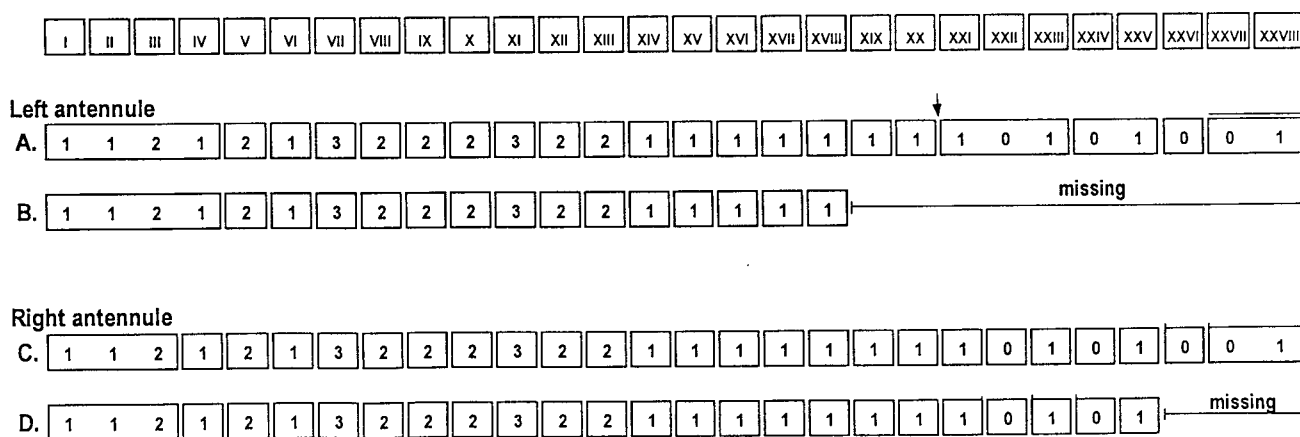 I II III IV V VI VII VIII IX X XI XII XIII XIV XV XVI XVII XVIII XIX XX XXI XXII XXIII XXIV XXV XXVI XXVII XXVIII
Left antennule
A. 1 1 2 1 2 1 3 2 2 2 3 2 2 1 1 1 1 1 1 1 1 0 1 0 1 0 0 1
B. 1 1 2 1 2 1 3 2 2 2 3 2 2 1 1 1 1 1 missing
Right antennule
C. 1 1 2 1 2 1 3 2 2 2 3 2 2 1 1 1 1 1 1 1 1 0 1 0 1 0 0 1
D. 1 1 2 1 2 1 3 2 2 2 3 2 2 1 1 1 1 1 1 1 1 0 1 0 1 missing